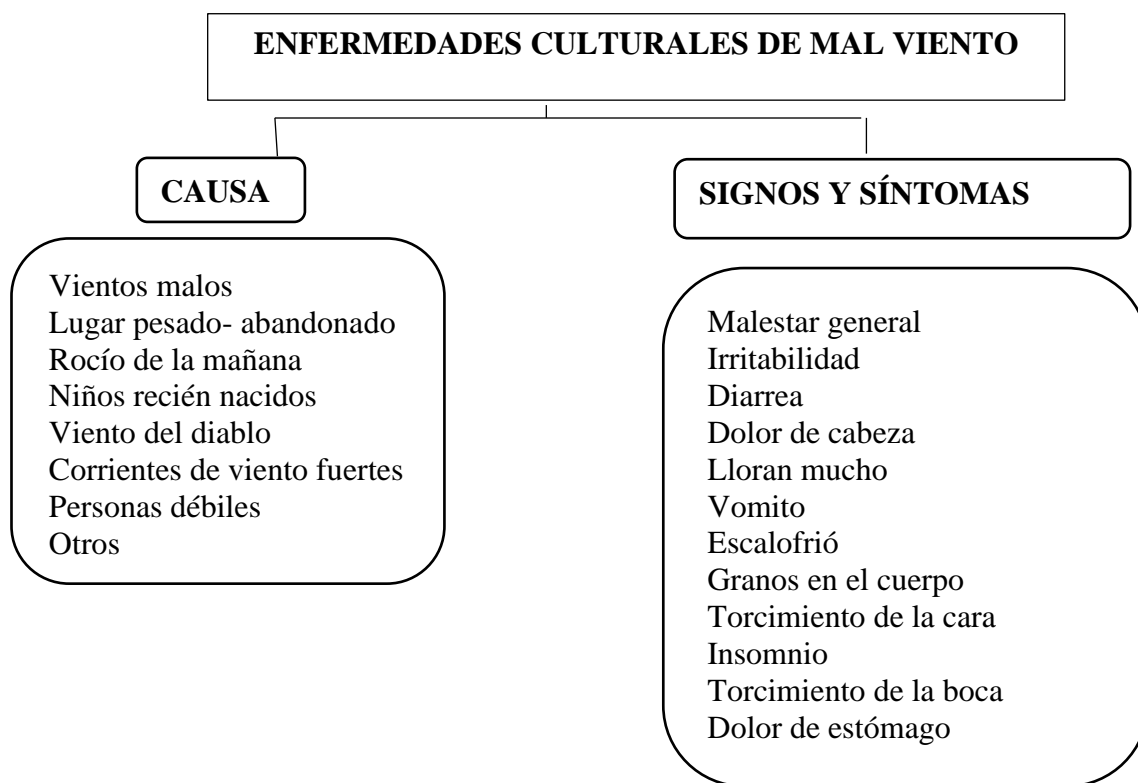 ENFERMEDADES CULTURALES DE MAL VIENTO
CAUSA
Vientos malos
Lugar pesado- abandonado
Rocío de la mañana
Niños recién nacidos
Viento del diablo
Corrientes de viento fuertes
Personas débiles
Otros
SIGNOS Y SÍNTOMAS
Malestar general
Irritabilidad
Diarrea
Dolor de cabeza
Lloran mucho
Vomito
Escalofrió
Granos en el cuerpo
Torcimiento de la cara
Insomnio
Torcimiento de la boca
Dolor de estómago